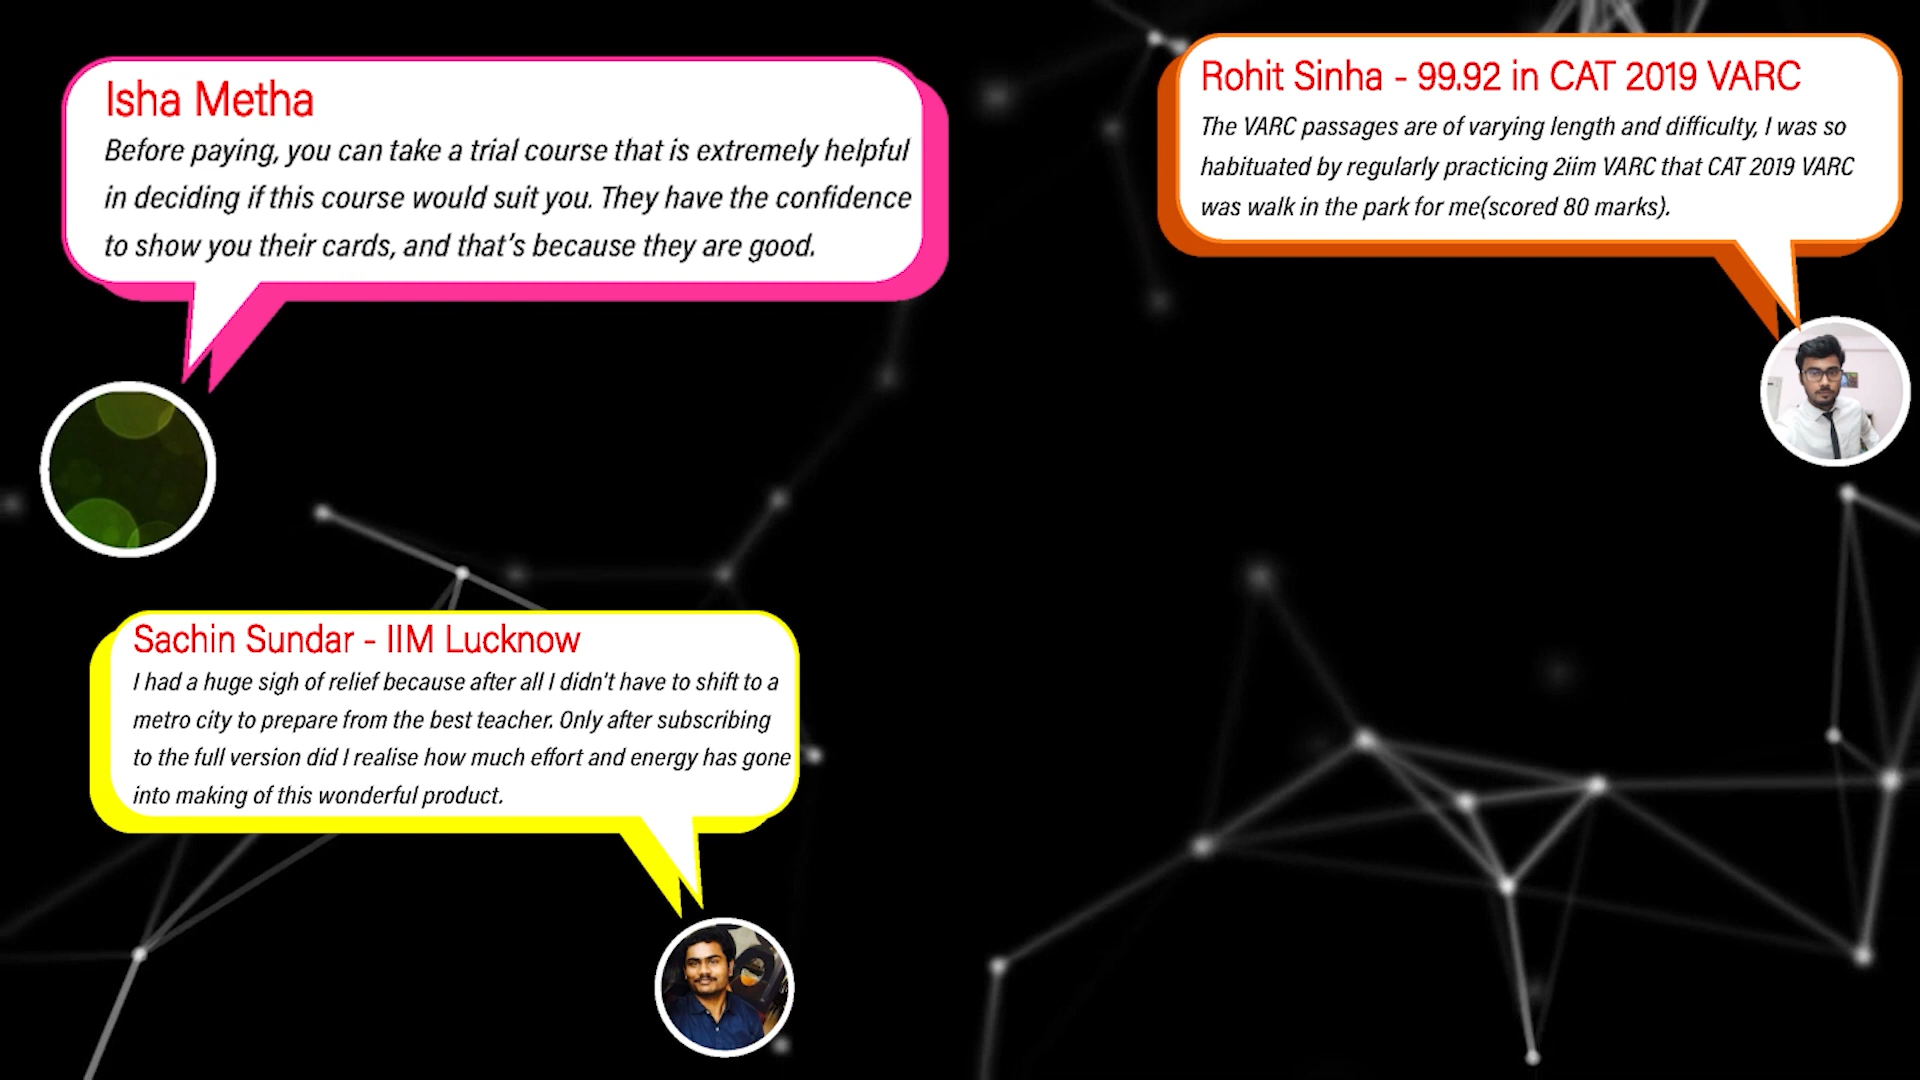 Isha Metha
Before paying, you can take a trial course that is extremely helpful
in deciding if this course would suit you. They have the confidence
to show you their cards, and that's because they are good.
Rohit Sinha - 99.92 in CAT 2019 VARC
The VARC passages are of varying length and difficulty, I was so
habituated by regularly practicing 2iim VARC that CAT 2019 VARC
was walk in the park for me(scored 80 marks).
Sachin Sundar - IIM Lucknow
I had a huge sigh of relief because after all I didn't have to shift to a
metro city to prepare from the best teacher. Only after subscribing
to the full version did I realise how much effort and energy has gone
into making of this wonderful product.